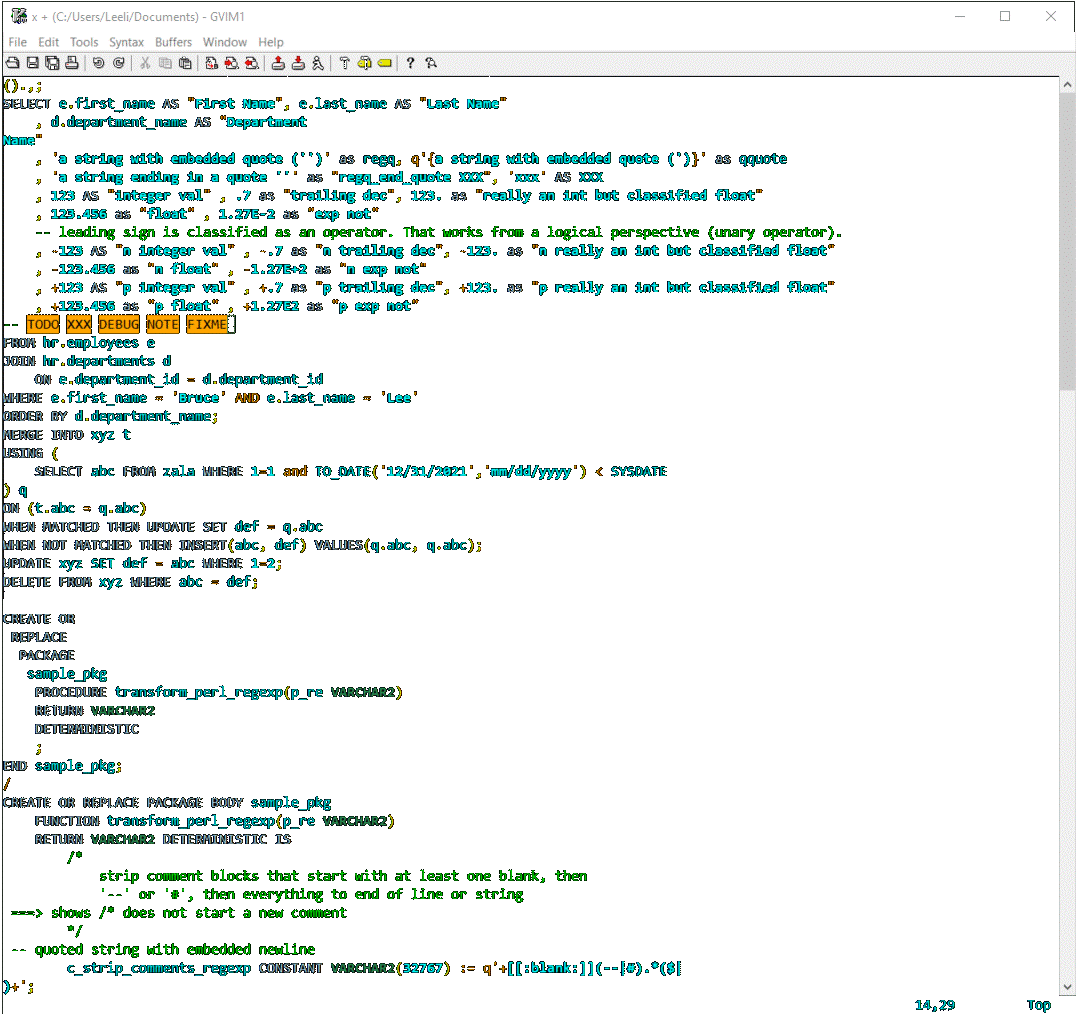 x + (C:/Users/Leeli/Documents) - GVIM1
File Edit Tools Syntax Buffers Window Help
().,;
SELECT e.first_name AS "First Name", e.last_name AS "Last Name"
    , d.department_name AS "Department
Name"
    , 'a string with embedded quote ('')' as regq, q'{a string with embedded quote (')}' as qquote
    , 'a string ending in a quote ''' as "regq_end_quote XXX", 'xxx' AS XXX
    , 123 AS "integer val" , .7 as "trailing dec", 123. as "really an int but classified float"
    , 123.456 as "float" , 1.27E-2 as "exp not"
    -- leading sign is classified as an operator. That works from a logical perspective (unary operator).
    , -123 AS "n integer val" , -.7 as "n trailing dec", -123. as "n really an int but classified float"
    , -123.456 as "n float" , -1.27E+2 as "n exp not"
    , +123 AS "p integer val" , +.7 as "p trailing dec", +123. as "p really an int but classified float"
    , +123.456 as "p float" , +1.27E2 as "p exp not"
-- TODO XXX DEBUG NOTE FIXME
FROM hr.employees e
JOIN hr.departments d
    ON e.department_id = d.department_id
WHERE e.first_name = 'Bruce' AND e.last_name = 'Lee'
ORDER BY d.department_name;
MERGE INTO xyz t
USING (
    SELECT abc FROM zala WHERE 1=1 and TO_DATE('12/31/2021','mm/dd/yyyy') < SYSDATE
) q
ON (t.abc = q.abc)
WHEN MATCHED THEN UPDATE SET def = q.abc
WHEN NOT MATCHED THEN INSERT(abc, def) VALUES(q.abc, q.abc);
UPDATE xyz SET def = abc WHERE 1=2;
DELETE FROM xyz WHERE abc = def;
CREATE OR
 REPLACE
  PACKAGE
   sample_pkg
    PROCEDURE transform_perl_regexp(p_re VARCHAR2)
    RETURN VARCHAR2
    DETERMINISTIC
    ;
END sample_pkg;
/
CREATE OR REPLACE PACKAGE BODY sample_pkg
    FUNCTION transform_perl_regexp(p_re VARCHAR2)
    RETURN VARCHAR2 DETERMINISTIC IS
        /*
            strip comment blocks that start with at least one blank, then
            '--' or '#', then everything to end of line or string
 ===> shows /* does not start a new comment
        */
 -- quoted string with embedded newline
        c_strip_comments_regexp CONSTANT VARCHAR2(32767) := q'+[[:blank:]](--|#).*($|
)+';
14,29 Top